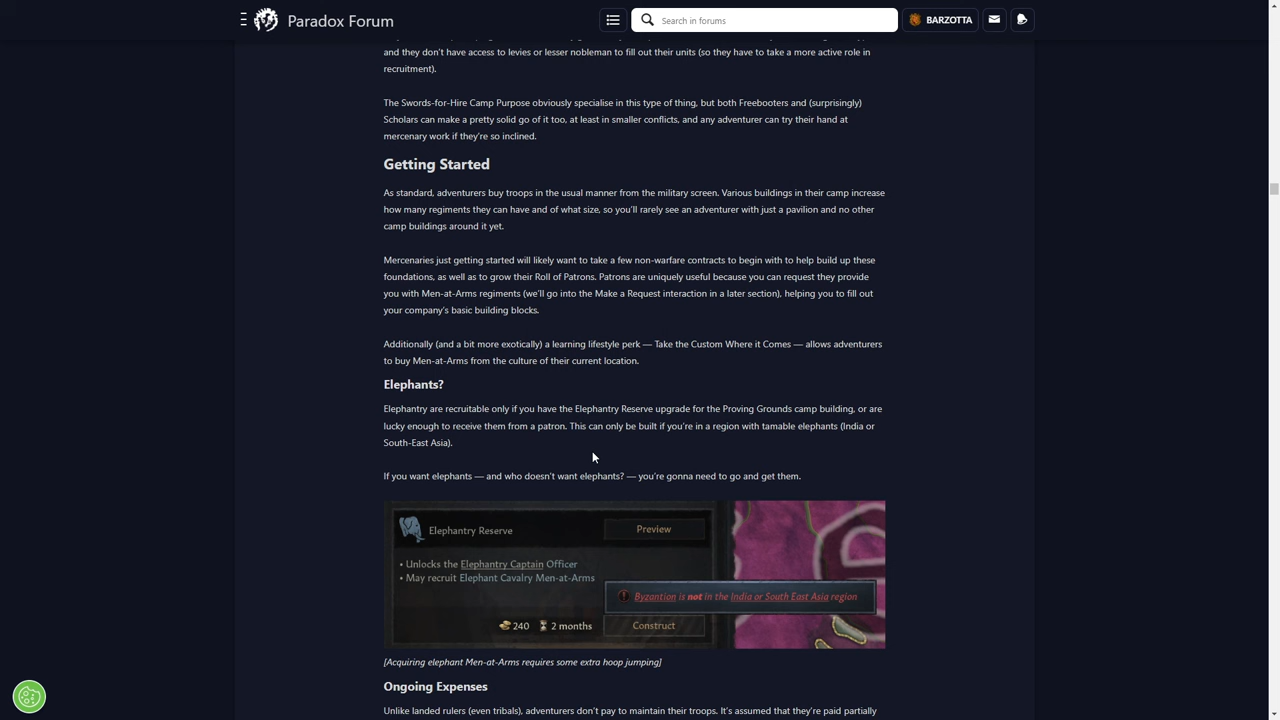 Paradox Forum
Search in forums
BARZOTTA
and they don't have access to levies or lesser nobleman to fill out their units (so they have to take a more active role in
recruitment).
The Swords-for-Hire Camp Purpose obviously specialise in this type of thing, but both Freebooters and (surprisingly)
Scholars can make a pretty solid go of it too, at least in smaller conflicts, and any adventurer can try their hand at
mercenary work if they're so inclined.
Getting Started
As standard, adventurers buy troops in the usual manner from the military screen. Various buildings in their camp increase
how many regiments they can have and of what size, so you'll rarely see an adventurer with just a pavilion and no other
camp buildings around it yet.
Mercenaries just getting started will likely want to take a few non-warfare contracts to begin with to help build up these
foundations, as well as to grow their Roll of Patrons. Patrons are uniquely useful because you can request they provide
you with Men-at-Arms regiments (we'll go into the Make a Request interaction in a later section), helping you to fill out
your company's basic building blocks.
Additionally (and a bit more exotically) a learning lifestyle perk — Take the Custom Where it Comes — allows adventurers
to buy Men-at-Arms from the culture of their current location.
Elephants?
Elephantry are recruitable only if you have the Elephantry Reserve upgrade for the Proving Grounds camp building, or are
lucky enough to receive them from a patron. This can only be built if you're in a region with tamable elephants (India or
South-East Asia).
If you want elephants — and who doesn't want elephants? — you're gonna need to go and get them.
Elephantry Reserve
Preview
• Unlocks the Elephantry Captain Officer
• May recruit Elephant Cavalry Men-at-Arms
Byzantion is not in the India or South East Asia region
240 2 months Construct
[Acquiring elephant Men-at-Arms requires some extra hoop jumping]
Ongoing Expenses
Unlike landed rulers (even tribals), adventurers don't pay to maintain their troops. It's assumed that they're paid partially